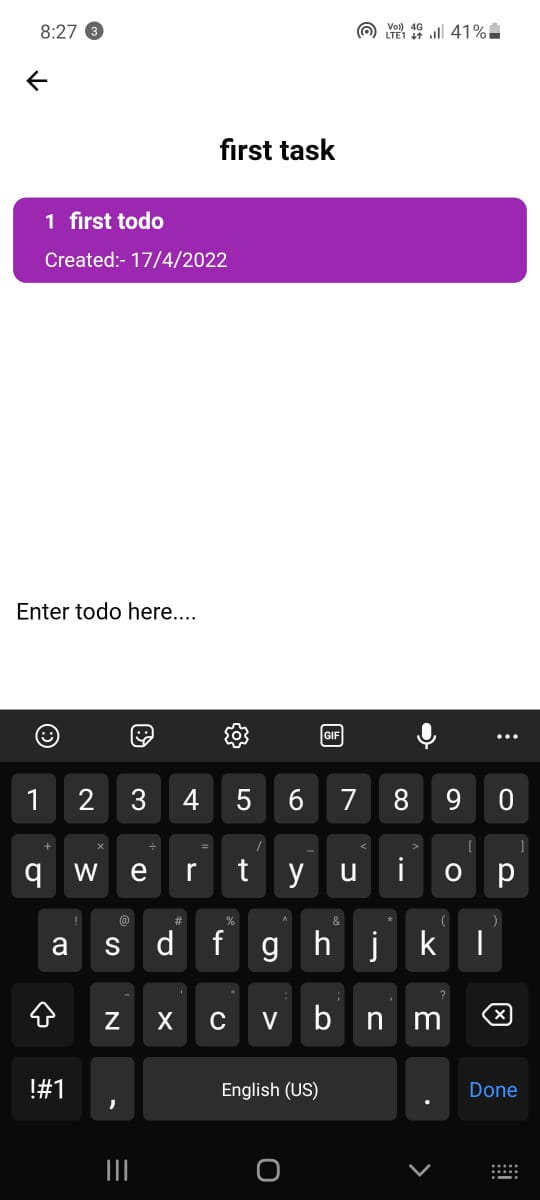 8:27 3 Vo)) LTE1 4G 41%
first task
1 first todo
Created:- 17/4/2022
Enter todo here....
GIF
1 2 3 4 5 6 7 8 9 0
+ × ÷ = / _ < > [ ]
q w e r t y u i o p
! @ # % ^ & * ( )
a s d f g h j k l
- ' " : ; , ?
z x c v b n m
!#1 , English (US) . Done